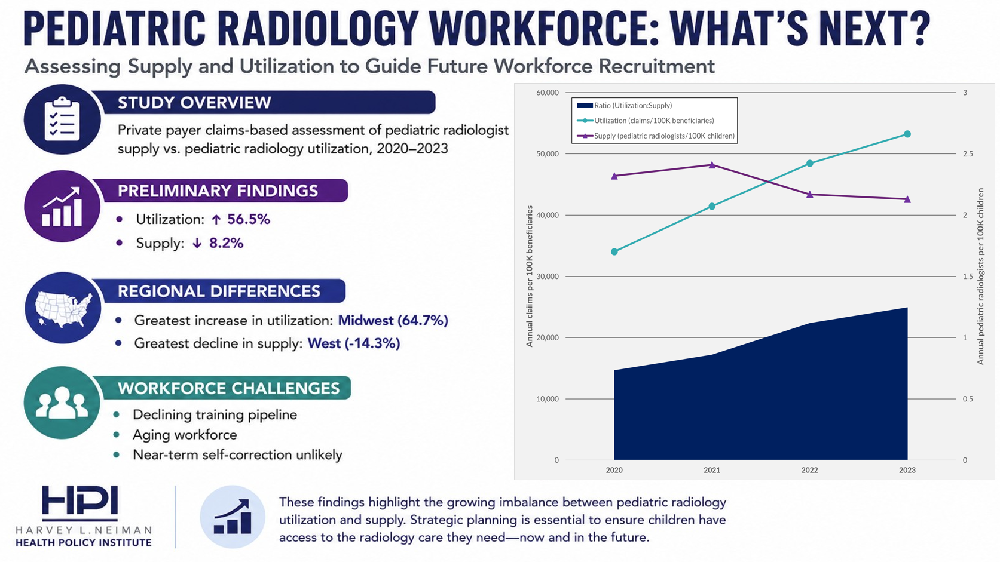 PEDIATRIC RADIOLOGY WORKFORCE: WHAT'S NEXT?
Assessing Supply and Utilization to Guide Future Workforce Recruitment
STUDY OVERVIEW
Private payer claims-based assessment of pediatric radiologist
supply vs. pediatric radiology utilization, 2020–2023
PRELIMINARY FINDINGS
• Utilization: ↑ 56.5%
• Supply: ↓ 8.2%
REGIONAL DIFFERENCES
• Greatest increase in utilization: Midwest (64.7%)
• Greatest decline in supply: West (-14.3%)
WORKFORCE CHALLENGES
• Declining training pipeline
• Aging workforce
• Near-term self-correction unlikely
Ratio (Utilization:Supply)
Utilization (claims/100K beneficiaries)
Supply (pediatric radiologists/100K children)
Annual claiims per 100K beneficiaries
60,000
50,000
40,000
30,000
20,000
10,000
0
3
2.5
2
1.5
1
0.5
0
Annual pediatric radiologists per 100K children
2020 2021 2022 2023
HPI
HARVEY L. NEIMAN
HEALTH POLICY INSTITUTE
These findings highlight the growing imbalance between pediatric radiology
utilization and supply. Strategic planning is essential to ensure children have
access to the radiology care they need—now and in the future.